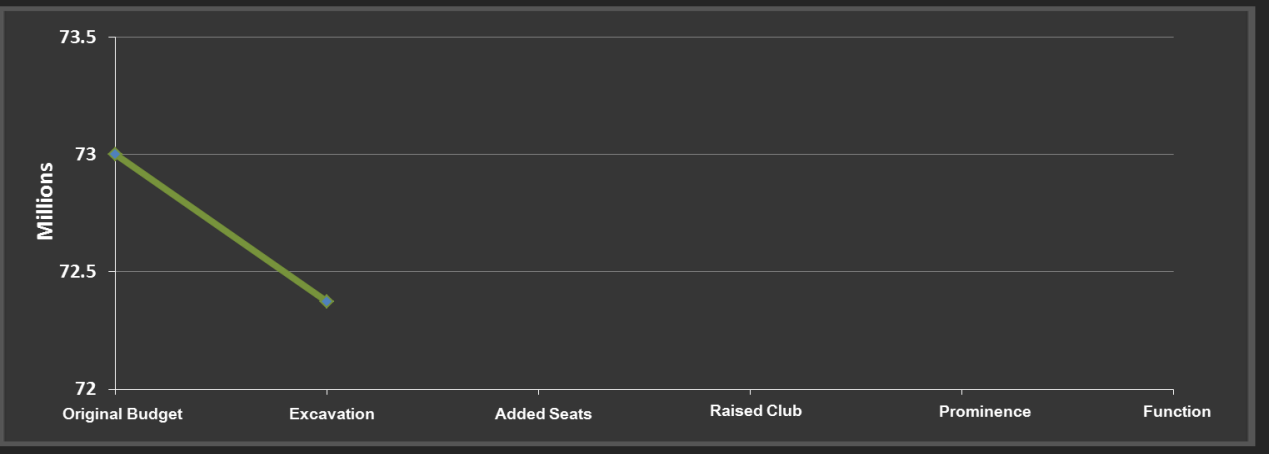 73.5
73
72.5
72
Millions
Original Budget
Excavation
Added Seats
Raised Club
Prominence
Function